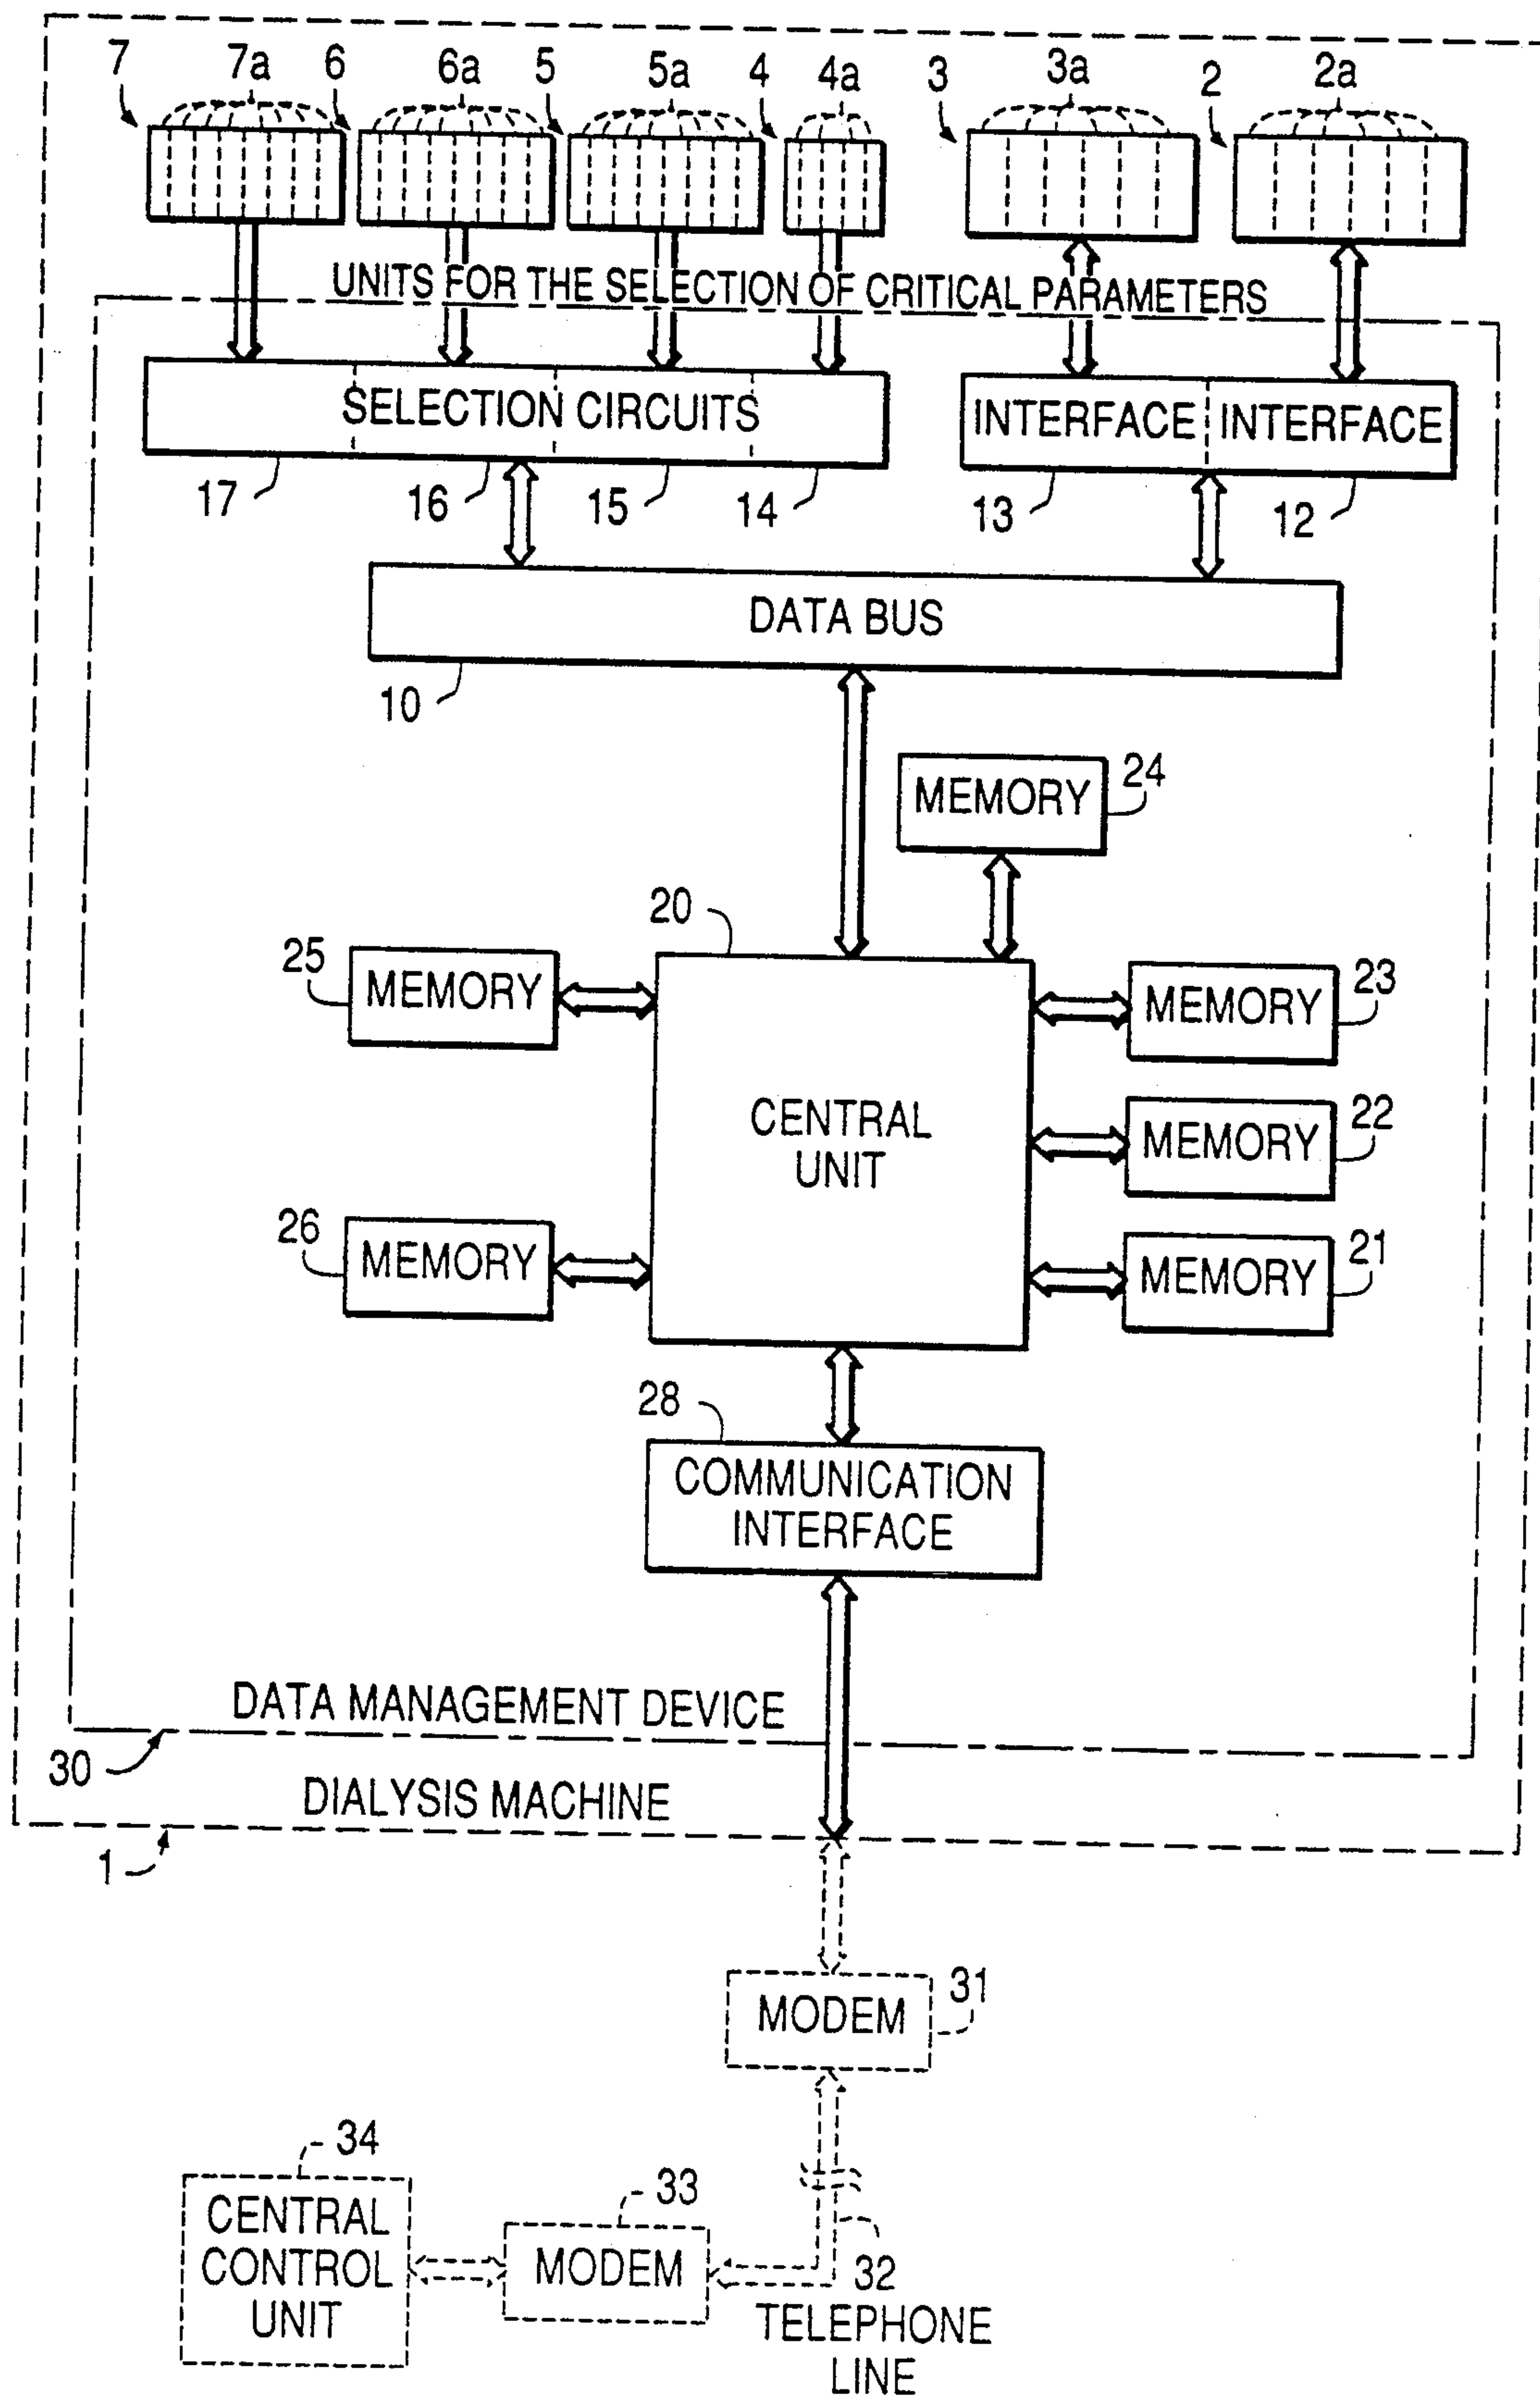 7 7a 6 6a 5 5a 4 4a 3 3a 2 2a
UNITS FOR THE SELECTION OF CRITICAL PARAMETERS
SELECTION CIRCUITS
INTERFACE INTERFACE
17 16 15 14 13 12
DATA BUS
10
MEMORY 24
20
25 MEMORY
MEMORY 23
CENTRAL
UNIT
MEMORY 22
26 MEMORY
MEMORY 21
28
COMMUNICATION
INTERFACE
DATA MANAGEMENT DEVICE
30
DIALYSIS MACHINE
1
MODEM 31
34
CENTRAL
CONTROL
UNIT
33
MODEM
32
TELEPHONE
LINE